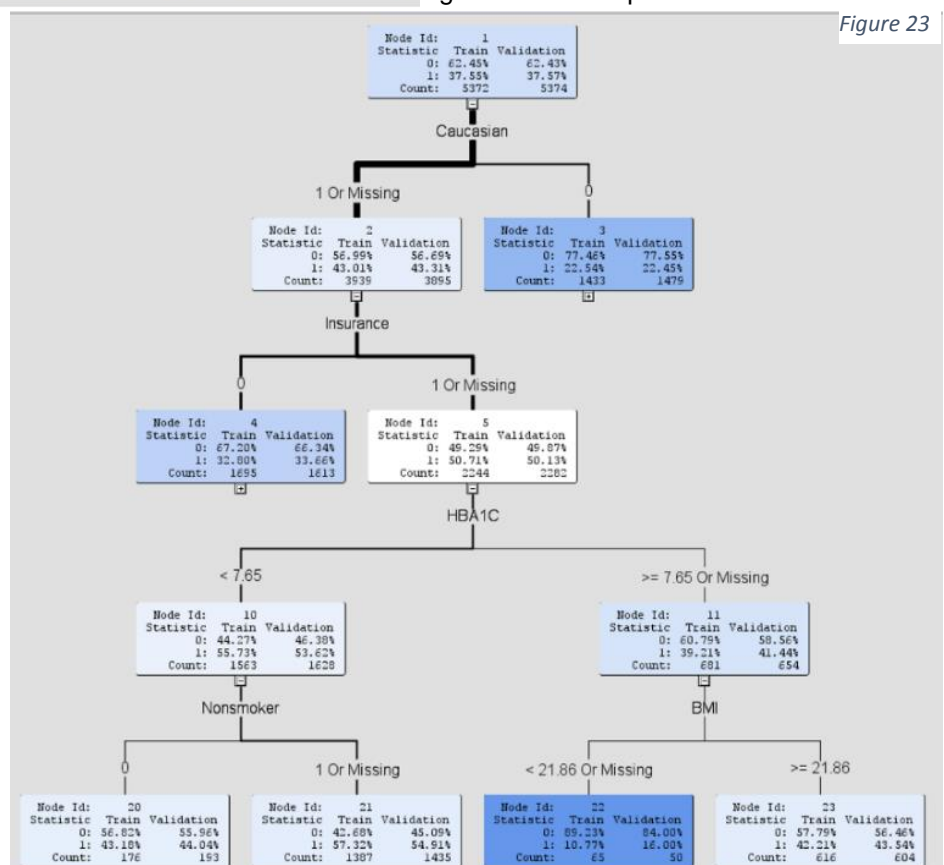 Figure 23
Node Id: 1
Statistic Train Validation
0: 62.45% 62.43%
1: 37.55% 37.57%
Count: 5372 5374
Caucasian
1 Or Missing
0
Node Id: 2
Statistic Train Validation
0: 56.99% 56.69%
1: 43.01% 43.31%
Count: 3939 3895
Node Id: 3
Statistic Train Validation
0: 77.46% 77.55%
1: 22.54% 22.45%
Count: 1433 1479
Insurance
0
1 Or Missing
Node Id: 4
Statistic Train Validation
0: 67.20% 66.34%
1: 32.80% 33.66%
Count: 1695 1613
Node Id: 5
Statistic Train Validation
0: 49.29% 49.87%
1: 50.71% 50.13%
Count: 2244 2282
HBA1C
< 7.65
>= 7.65 Or Missing
Node Id: 10
Statistic Train Validation
0: 44.27% 46.38%
1: 55.73% 53.62%
Count: 1563 1628
Node Id: 11
Statistic Train Validation
0: 60.79% 58.56%
1: 39.21% 41.44%
Count: 681 654
Nonsmoker
BMI
0
1 Or Missing
< 21.86 Or Missing
>= 21.86
Node Id: 20
Statistic Train Validation
0: 56.82% 55.96%
1: 43.18% 44.04%
Count: 176 193
Node Id: 21
Statistic Train Validation
0: 42.68% 45.09%
1: 57.32% 54.91%
Count: 1387 1435
Node Id: 22
Statistic Train Validation
0: 89.23% 84.00%
1: 10.77% 16.00%
Count: 65 50
Node Id: 23
Statistic Train Validation
0: 57.79% 56.46%
1: 42.21% 43.54%
Count: 616 604